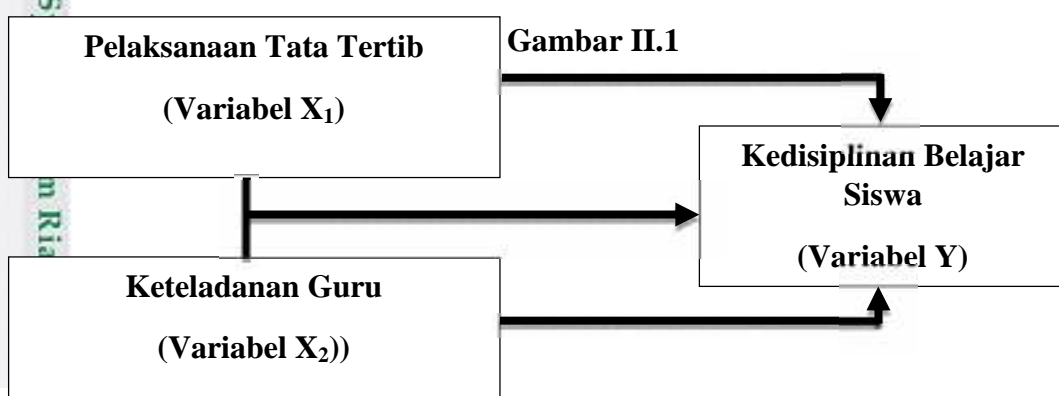 Pelaksanaan Tata Tertib
(Variabel X₁)
Gambar II.1
Kedisiplinan Belajar
Siswa
(Variabel Y)
Keteladanan Guru
(Variabel X₂))